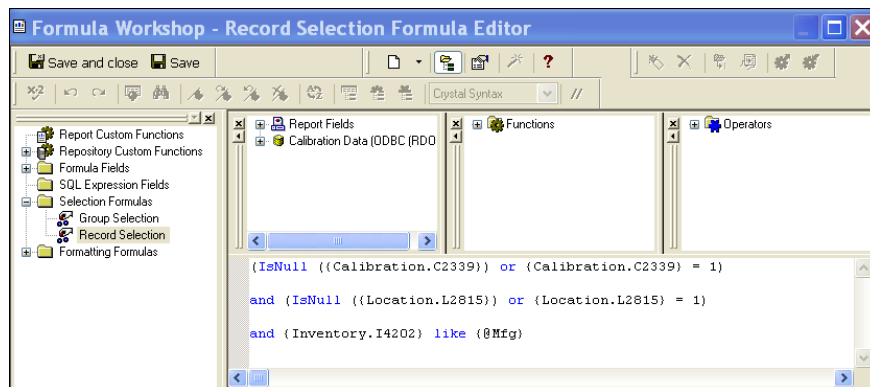 Formula Workshop - Record Selection Formula Editor
Save and close Save
?
x+2 Crystal Syntax //
Report Custom Functions
Repository Custom Functions
Formula Fields
SQL Expression Fields
Selection Formulas
Group Selection
Record Selection
Formatting Formulas
Report Fields
Calibration Data (ODBC (RDO
Functions
Operators
(IsNull ({Calibration.C2339}) or {Calibration.C2339} = 1)
and (IsNull ({Location.L2815}) or {Location.L2815} = 1)
and {Inventory.I4202} like {@Mfg}